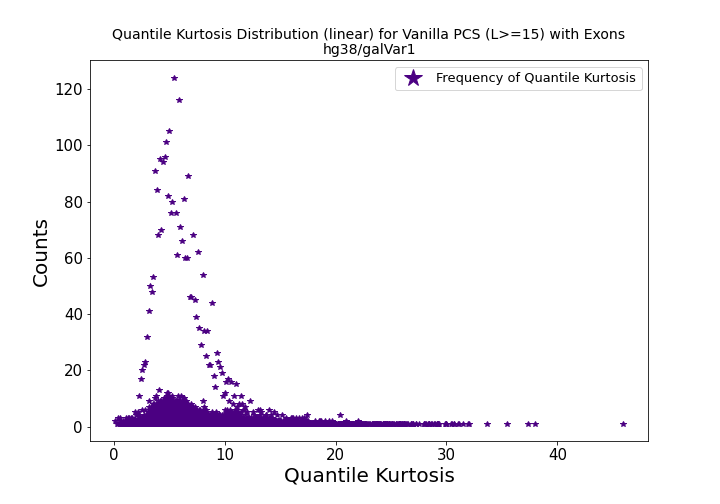 Quantile Kurtosis Distribution (linear) for Vanilla PCS (L>=15) with Exons
hg38/galVar1
Frequency of Quantile Kurtosis
Counts
120
100
80
60
40
20
0
0 10 20 30 40
Quantile Kurtosis